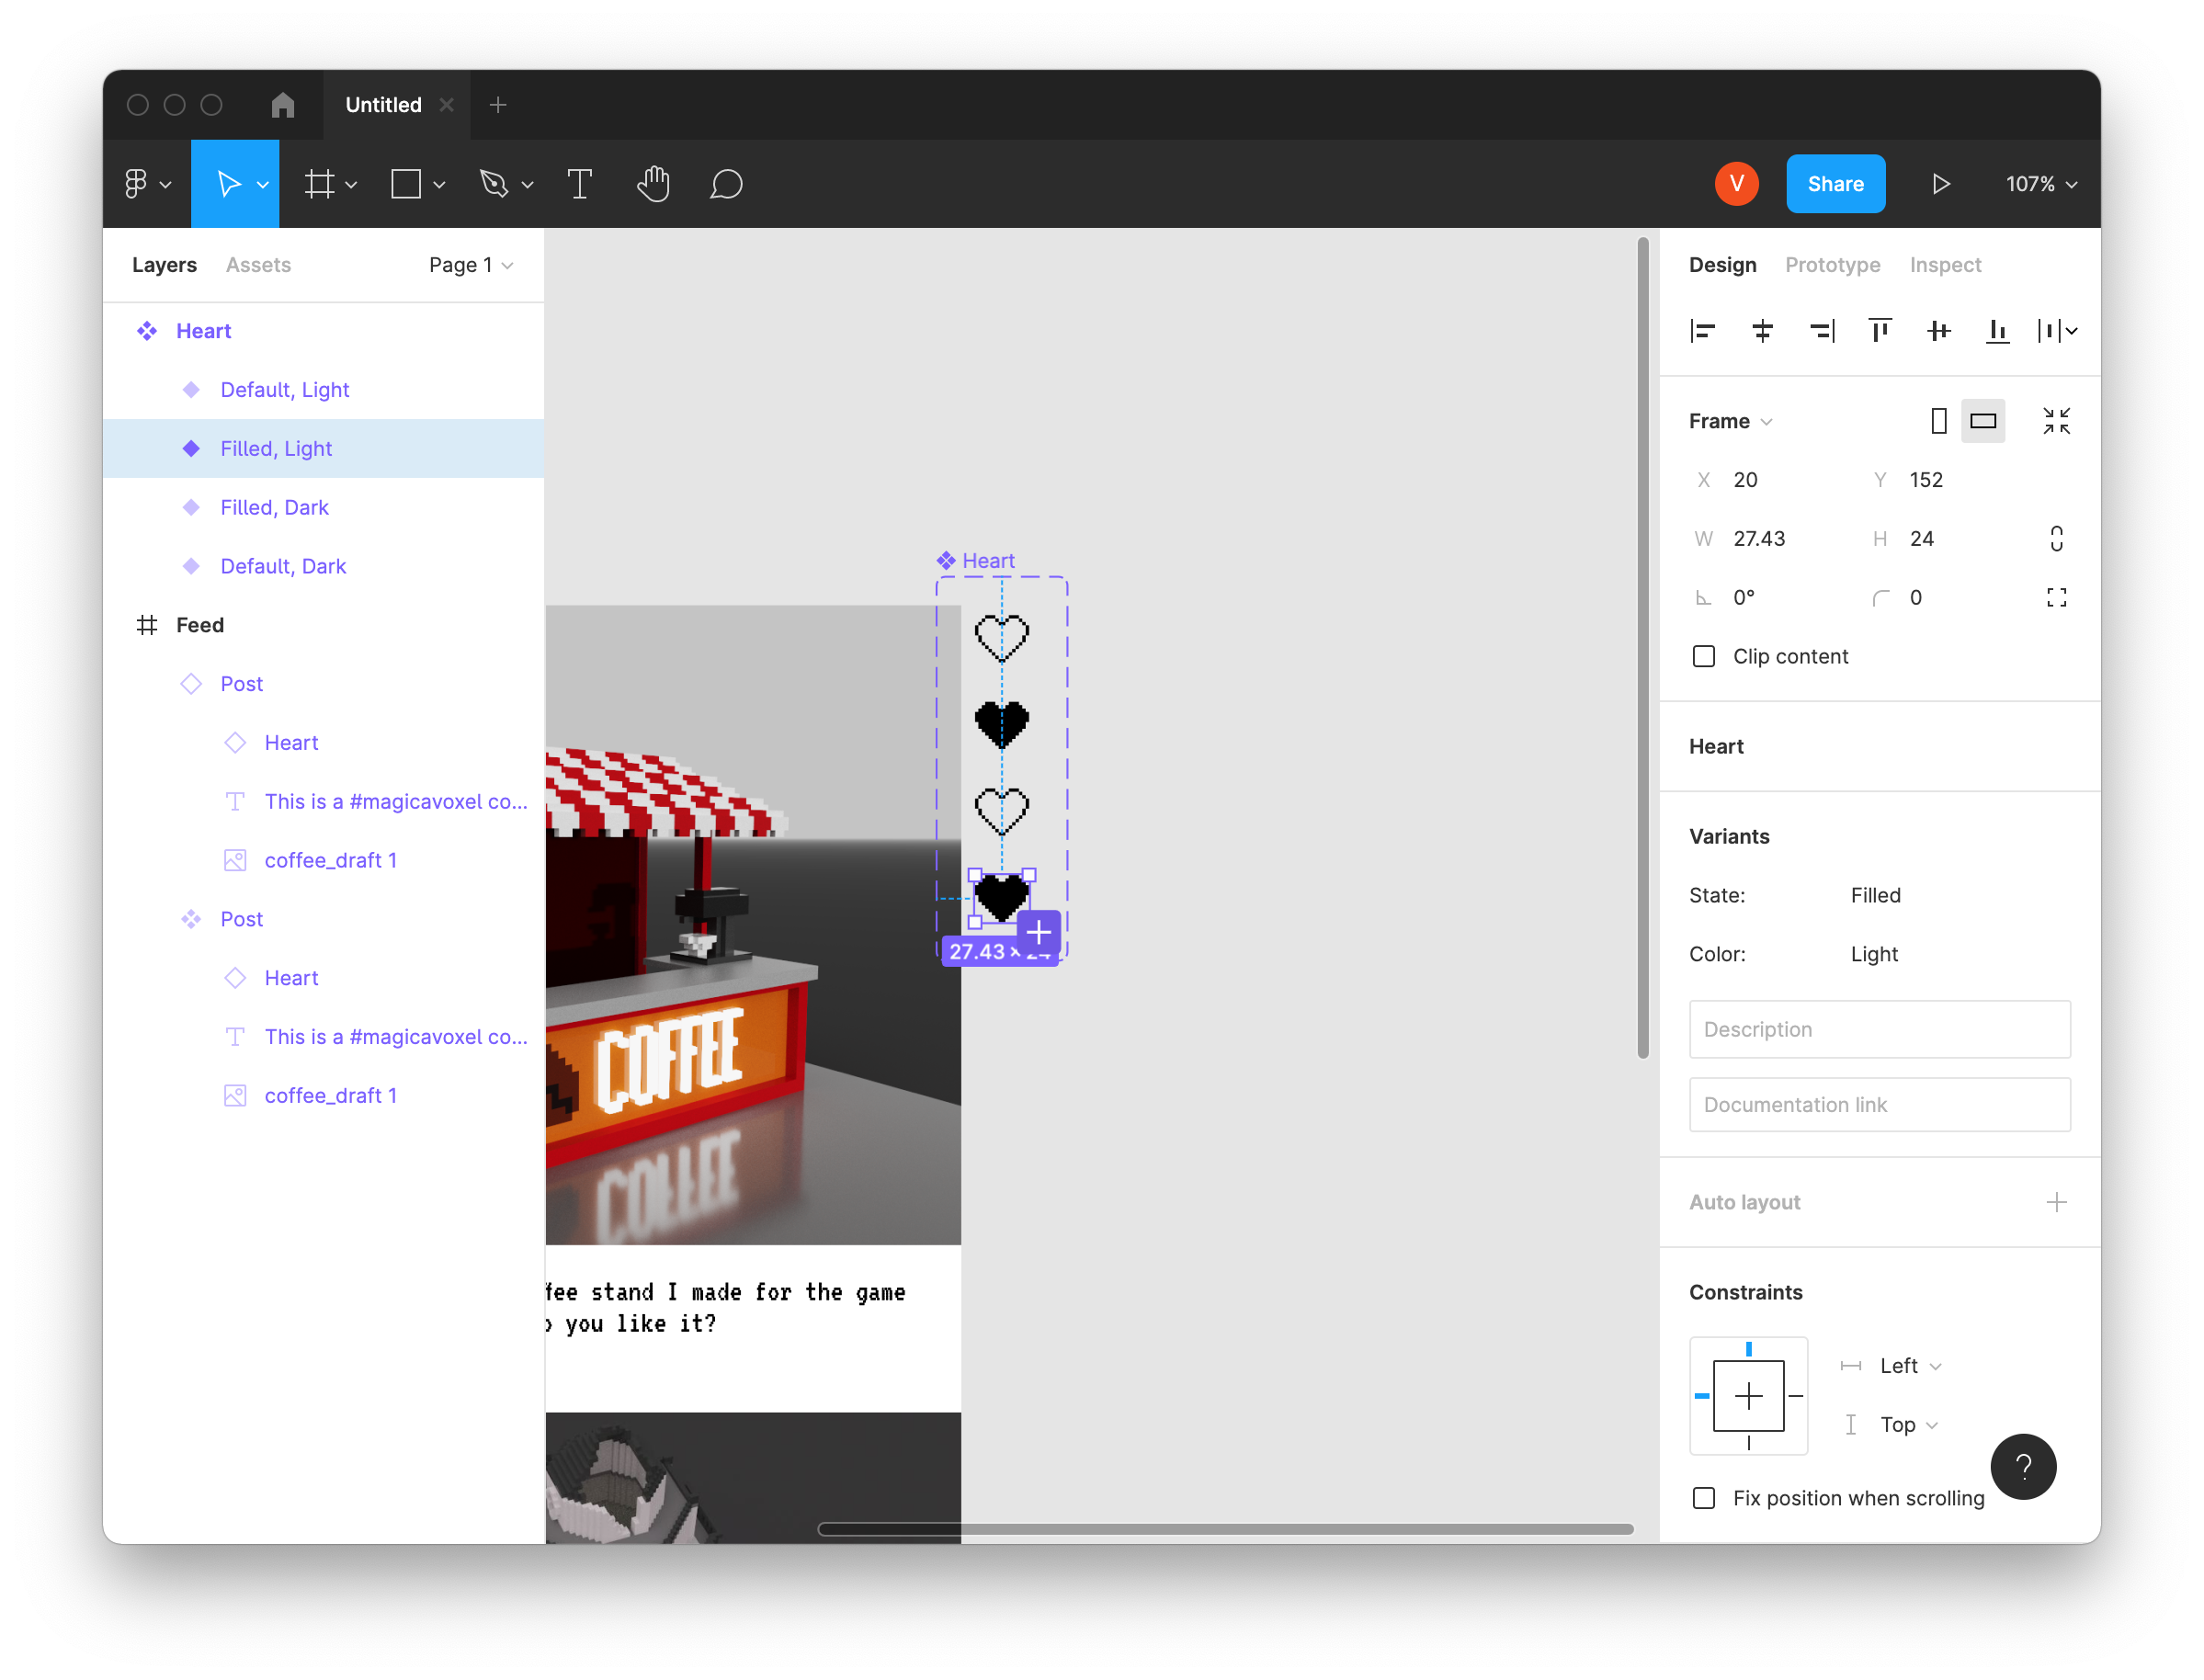 Untitled
V
Share
107%
Layers
Assets
Page 1
Heart
Default, Light
Filled, Light
Filled, Dark
Default, Dark
Feed
Post
Heart
This is a #magicavoxel co...
coffee_draft 1
Post
Heart
This is a #magicavoxel co...
coffee_draft 1
Heart
27.43 × 24
COFFEE
fee stand I made for the game
you like it?
Design
Prototype
Inspect
Frame
X 20
Y 152
W 27.43
H 24
0°
0
Clip content
Heart
Variants
State: Filled
Color: Light
Description
Documentation link
Auto layout
Constraints
Left
Top
Fix position when scrolling
?